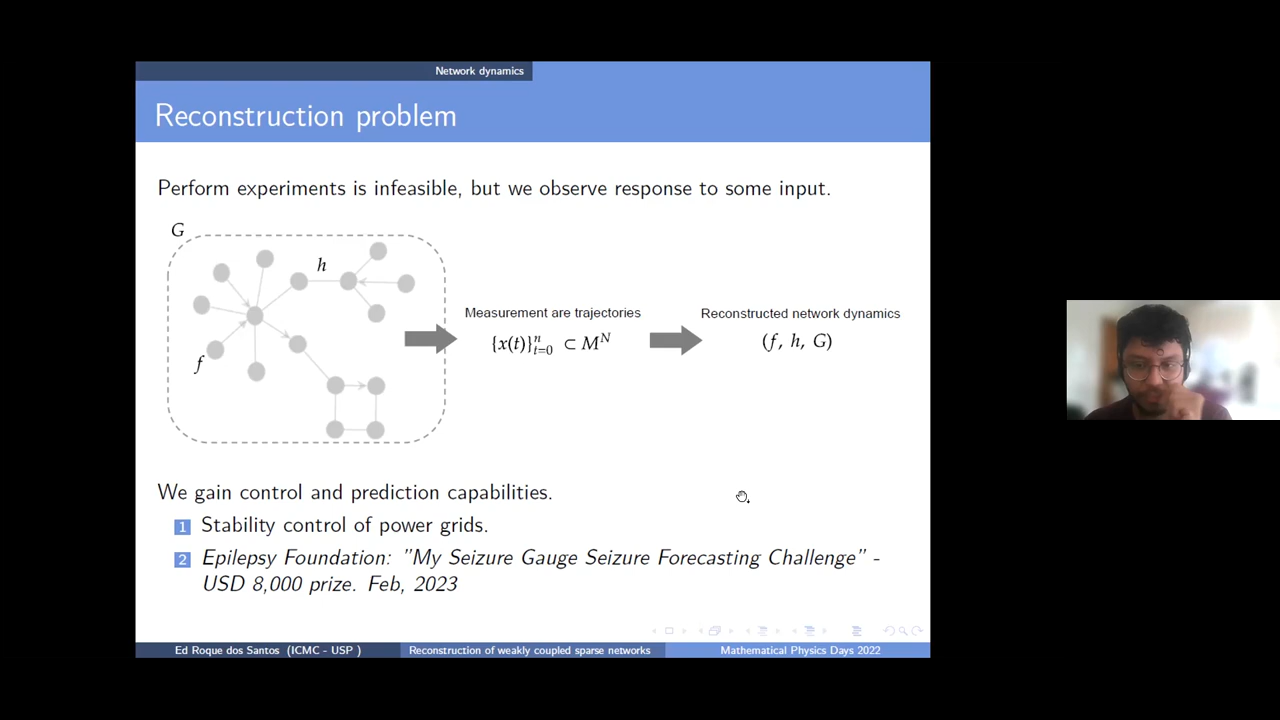 Network dynamics
Reconstruction problem
Perform experiments is infeasible, but we observe response to some input.
G
h
f
Measurement are trajectories
{x(t)}ⁿₜ₌₀ ⊂ Mᴺ
Reconstructed network dynamics
(f, h, G)
We gain control and prediction capabilities.
1 Stability control of power grids.
2 Epilepsy Foundation: "My Seizure Gauge Seizure Forecasting Challenge" -
USD 8,000 prize. Feb, 2023
Ed Roque dos Santos (ICMC - USP ) Reconstruction of weakly coupled sparse networks Mathematical Physics Days 2022